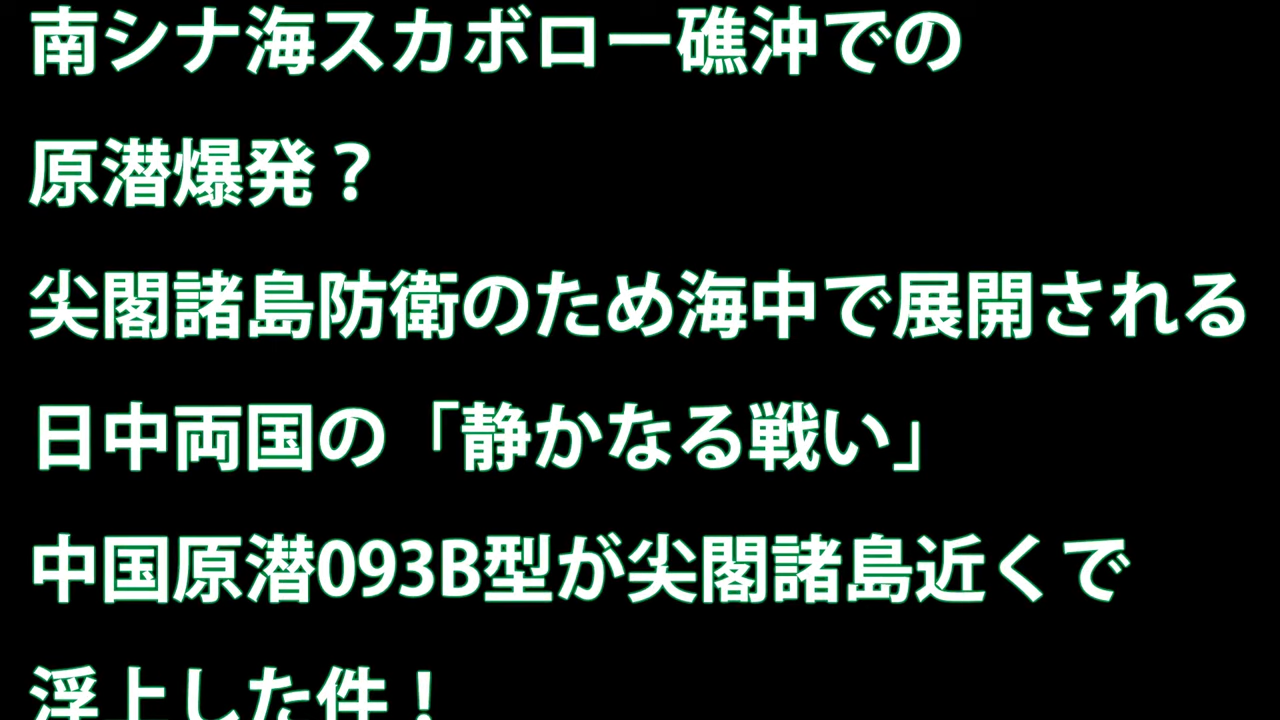 南シナ海スカボロー礁沖での
原潜爆発？
尖閣諸島防衛のため海中で展開される
日中両国の「静かなる戦い」
中国原潜093B型が尖閣諸島近くで
浮上した件！